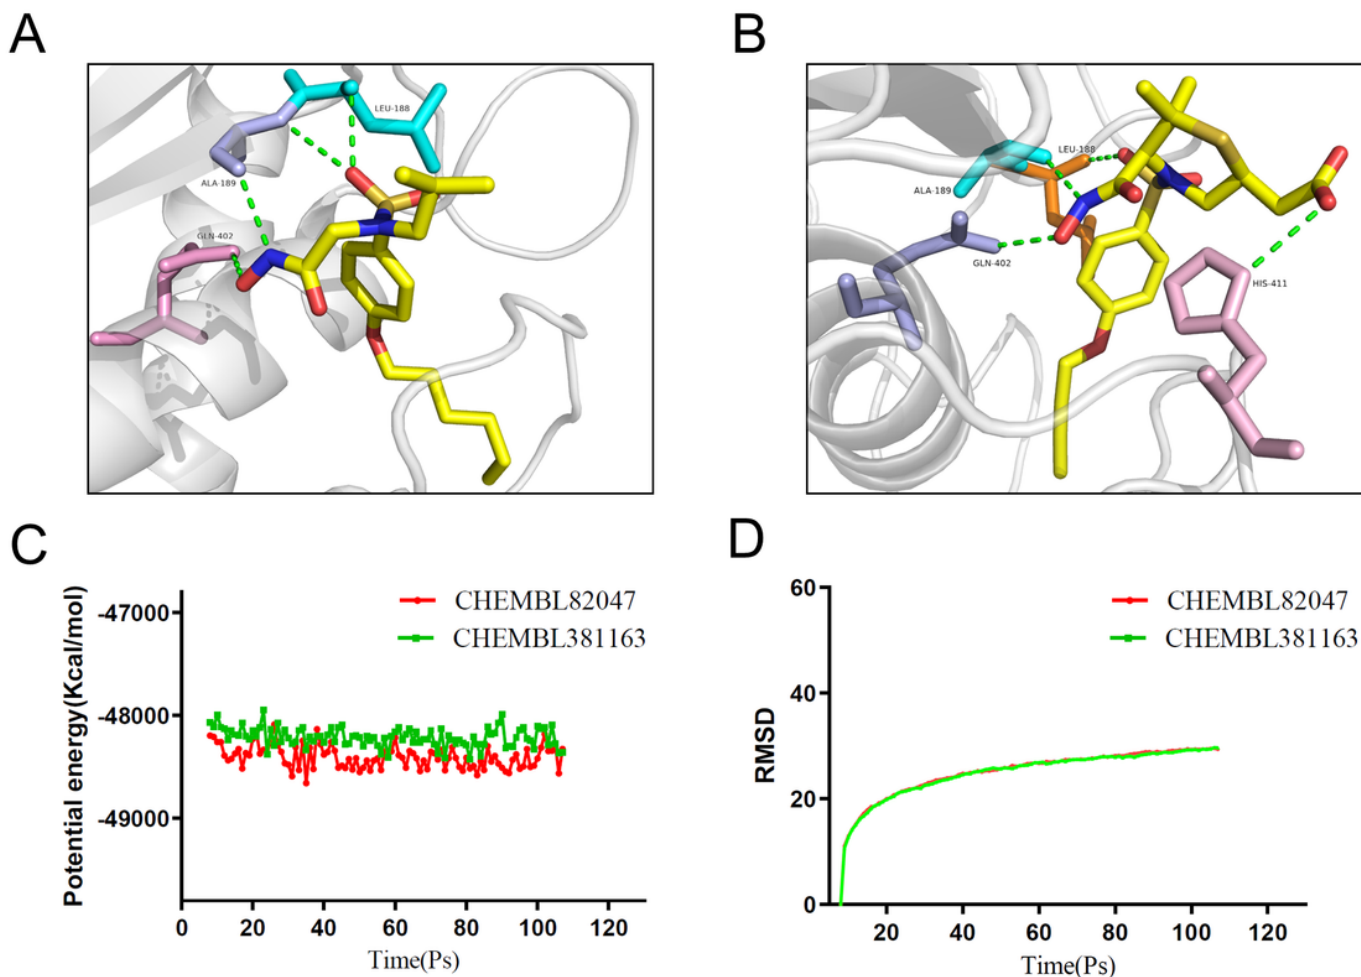 A
LEU-188
ALA-189
GLN-402
B
LEU-188
ALA-189
GLN-402
HIS-411
C
Potential energy(Kcal/mol)
-47000
-48000
-49000
CHEMBL82047
CHEMBL381163
0 20 40 60 80 100 120
Time(Ps)
D
RMSD
60
40
20
0
CHEMBL82047
CHEMBL381163
20 40 60 80 100 120
Time(Ps)